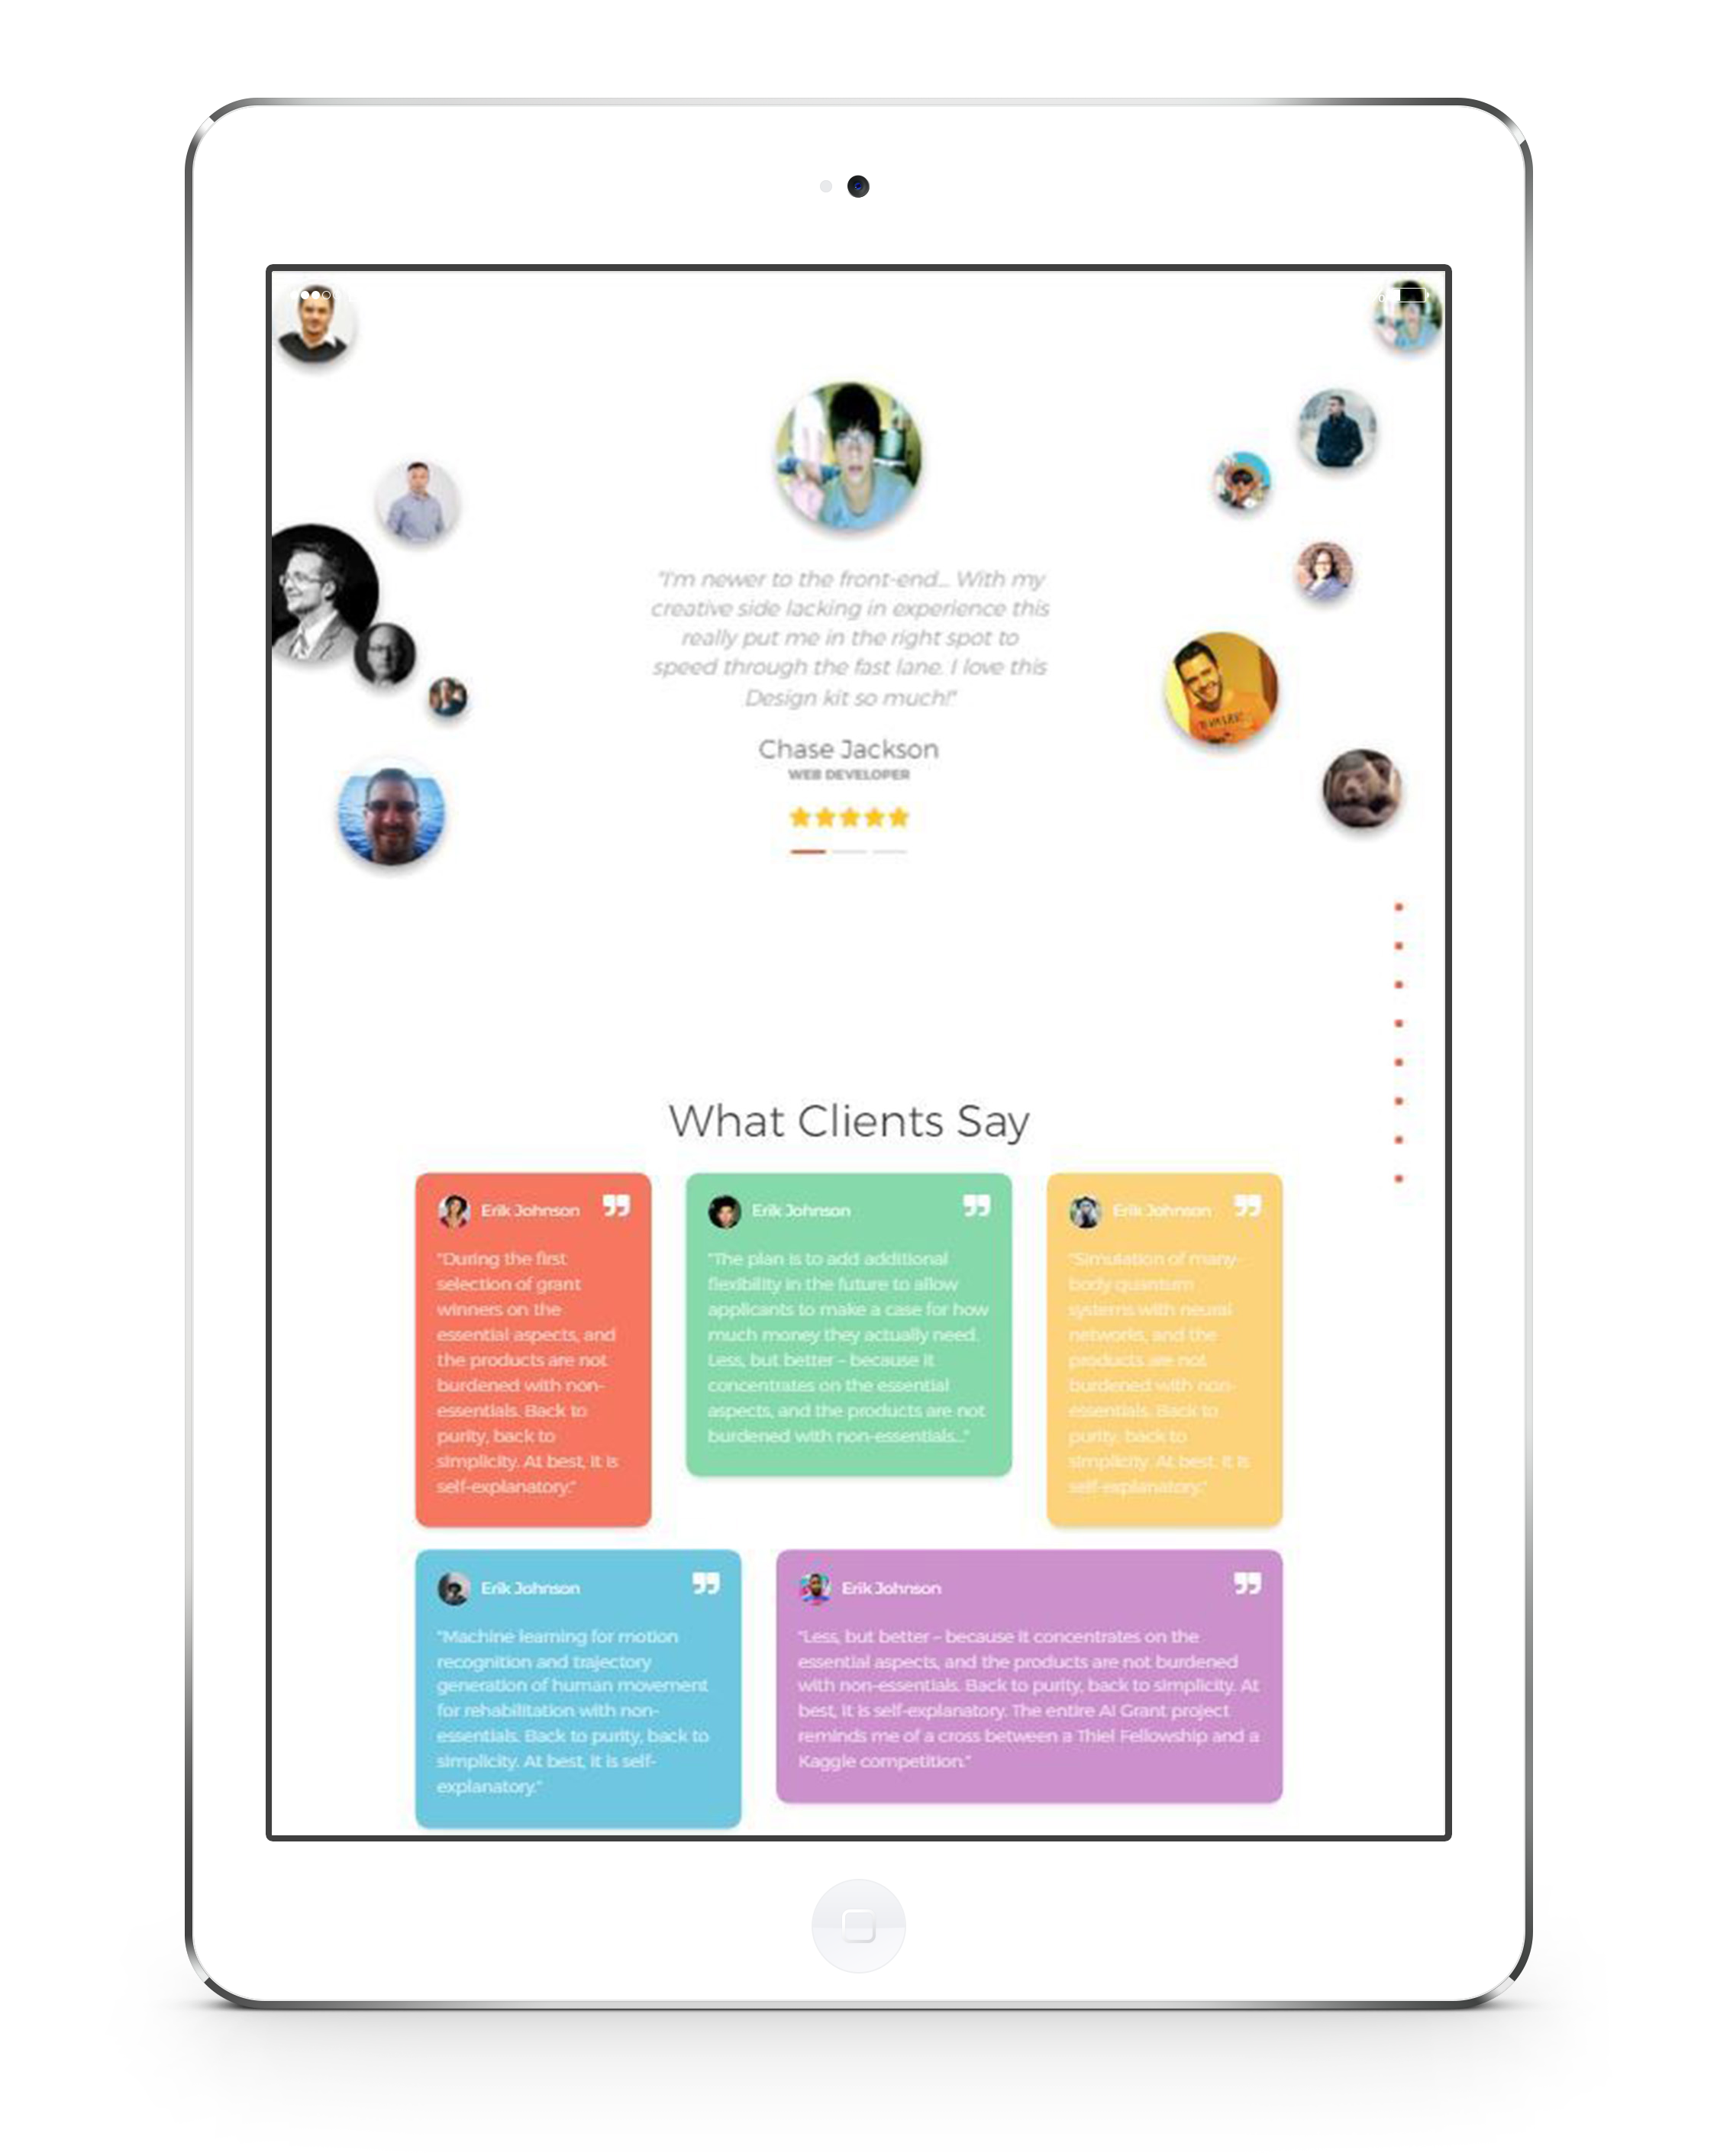 "I'm newer to the front-end... With my
creative side lacking in experience this
really put me in the right spot to
speed through the fast lane. I love this
Design kit so much!"
Chase Jackson
WEB DEVELOPER
What Clients Say
Erik Johnson
"During the first
selection of grant
winners on the
essential aspects, and
the products are not
burdened with non-
essentials. Back to
purity, back to
simplicity. At best, it is
self-explanatory."
Erik Johnson
"The plan is to add additional
flexibility in the future to allow
applicants to make a case for how
much money they actually need.
Less, but better – because it
concentrates on the essential
aspects, and the products are not
burdened with non-essentials..."
Erik Johnson
"Simulation of many-
body quantum
systems with neural
networks, and the
products are not
burdened with non-
essentials. Back to
purity, back to
simplicity. At best, it is
self-explanatory."
Erik Johnson
"Machine learning for motion
recognition and trajectory
generation of human movement
for rehabilitation with non-
essentials. Back to purity, back to
simplicity. At best, it is self-
explanatory."
Erik Johnson
"Less, but better – because it concentrates on the
essential aspects, and the products are not burdened
with non-essentials. Back to purity, back to simplicity. At
best, it is self-explanatory. The entire AI Grant project
reminds me of a cross between a Thiel Fellowship and a
Kaggle competition."